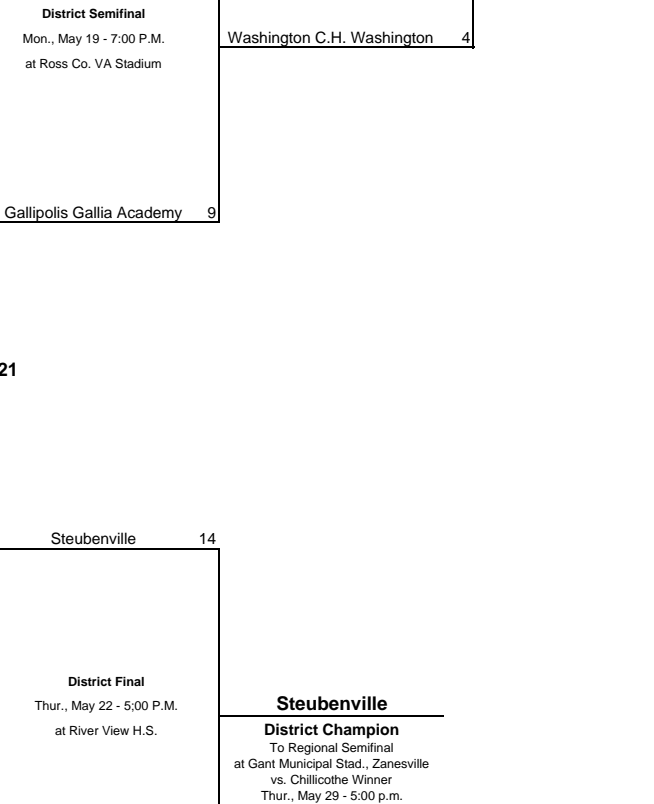 District Semifinal
Mon., May 19 - 7:00 P.M.
at Ross Co. VA Stadium
Washington C.H. Washington 4
Gallipolis Gallia Academy 9
21
Steubenville 14
District Final
Thur., May 22 - 5;00 P.M.
at River View H.S.
Steubenville
District Champion
To Regional Semifinal
at Gant Municipal Stad., Zanesville
vs. Chillicothe Winner
Thur., May 29 - 5:00 p.m.